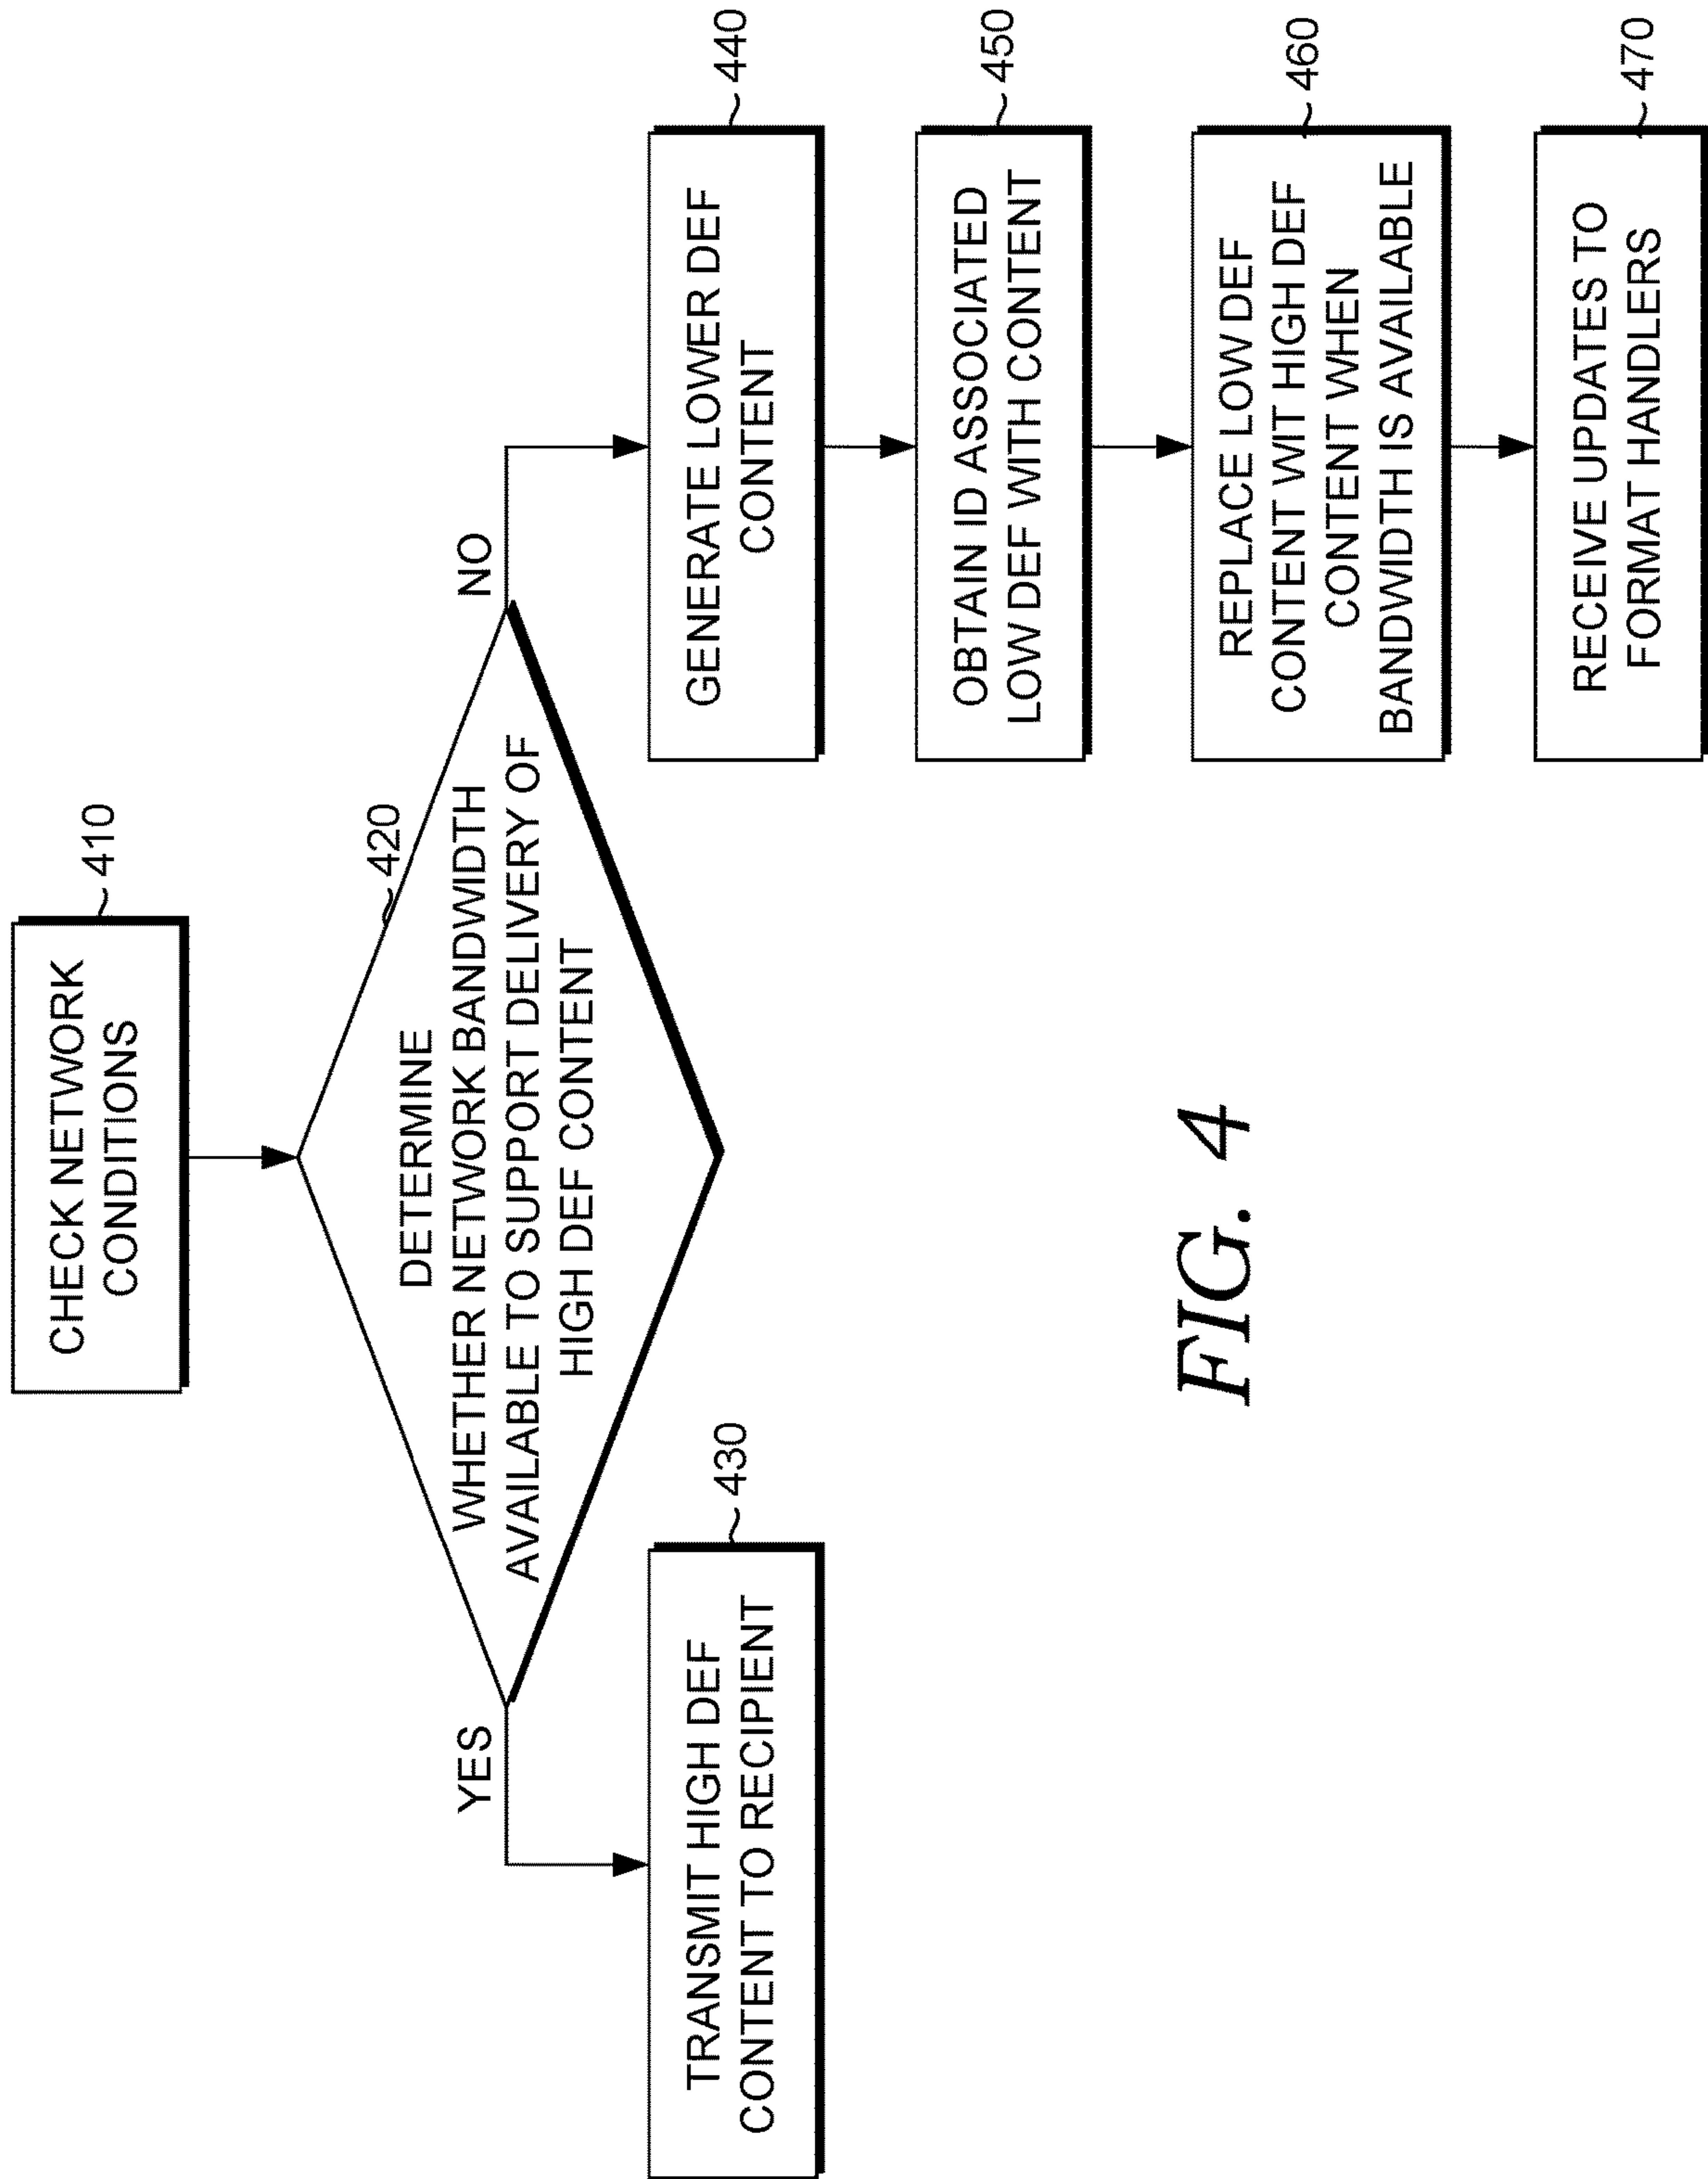 CHECK NETWORK
CONDITIONS
410
420
DETERMINE
WHETHER NETWORK BANDWIDTH
AVAILABLE TO SUPPORT DELIVERY OF
HIGH DEF CONTENT
YES
NO
TRANSMIT HIGH DEF
CONTENT TO RECIPIENT
430
GENERATE LOWER DEF
CONTENT
440
OBTAIN ID ASSOCIATED
LOW DEF WITH CONTENT
450
REPLACE LOW DEF
CONTENT WIT HIGH DEF
CONTENT WHEN
BANDWIDTH IS AVAILABLE
460
RECEIVE UPDATES TO
FORMAT HANDLERS
470
FIG. 4